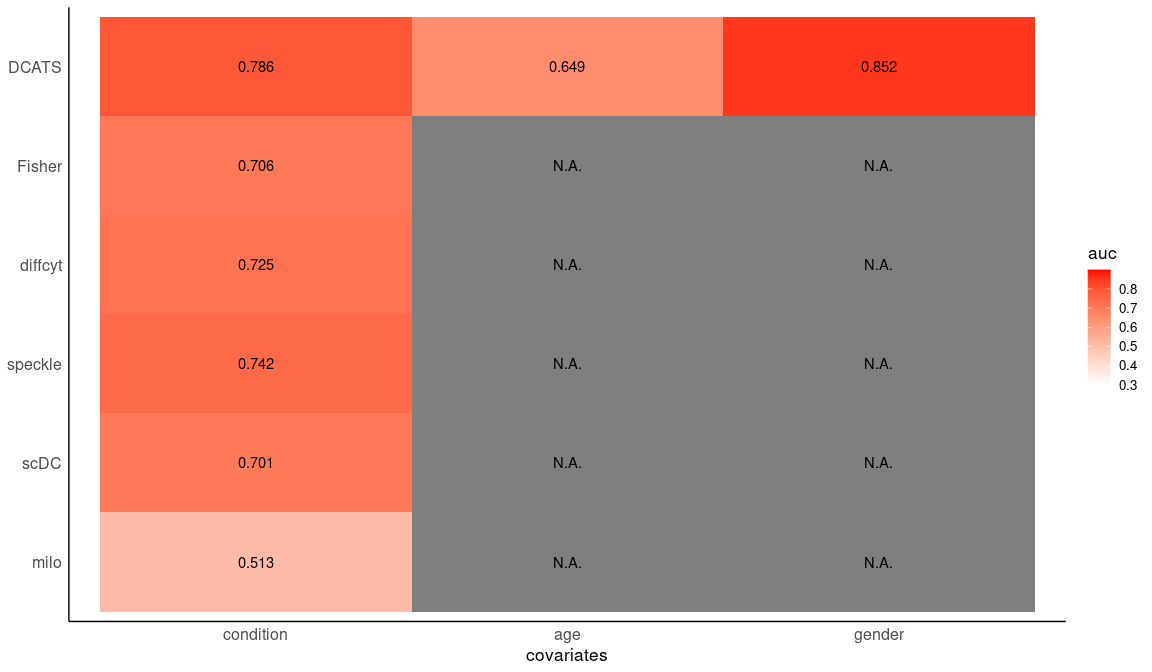 DCATS 0.786 0.649 0.852
Fisher 0.706 N.A. N.A.
diffcyt 0.725 N.A. N.A.
speckle 0.742 N.A. N.A.
scDC 0.701 N.A. N.A.
milo 0.513 N.A. N.A.
condition age gender
covariates
auc
0.8
0.7
0.6
0.5
0.4
0.3